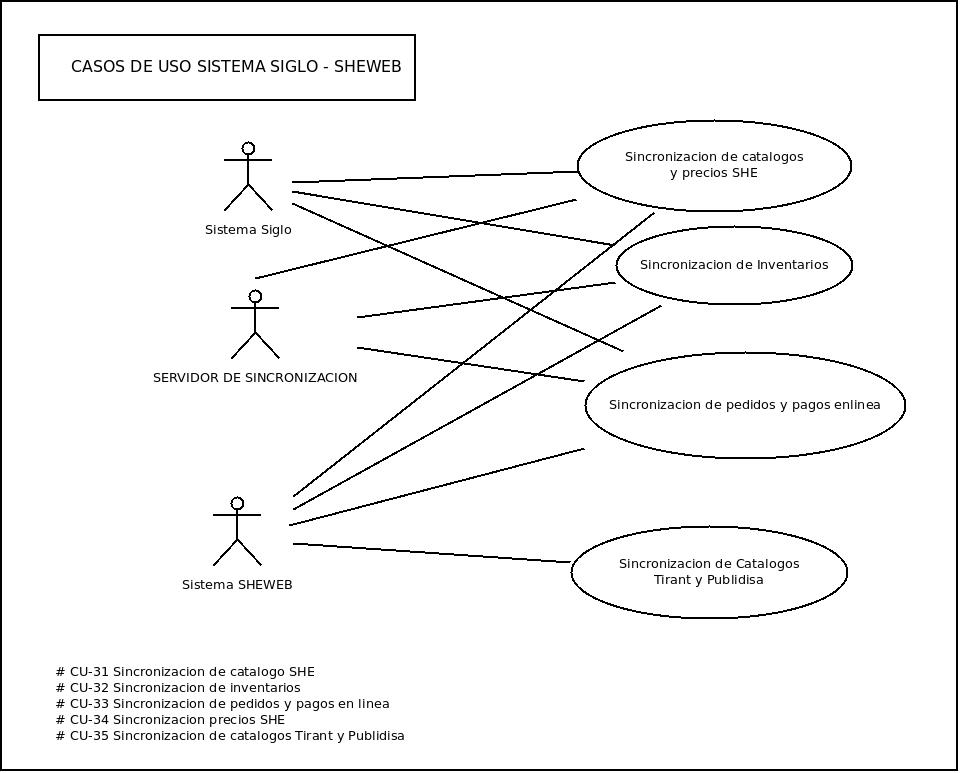 CASOS DE USO SISTEMA SIGLO - SHEWEB
Sincronizacion de catalogos
y precios SHE
Sistema Siglo
Sincronizacion de Inventarios
SERVIDOR DE SINCRONIZACION
Sincronizacion de pedidos y pagos enlinea
Sincronizacion de Catalogos
Tirant y Publidisa
Sistema SHEWEB
# CU-31 Sincronizacion de catalogo SHE
# CU-32 Sincronizacion de inventarios
# CU-33 Sincronizacion de pedidos y pagos en linea
# CU-34 Sincronizacion precios SHE
# CU-35 Sincronizacion de catalogos Tirant y Publidisa